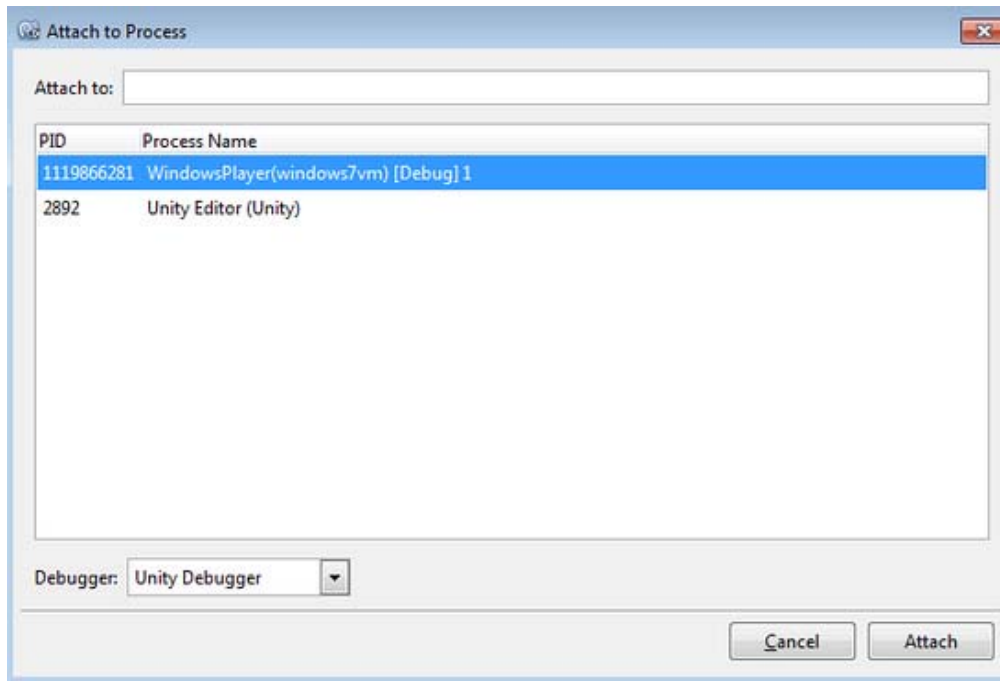 Attach to Process
Attach to:
PID Process Name
1119866281 WindowsPlayer(windows7vm) [Debug] 1
2892 Unity Editor (Unity)
Debugger: Unity Debugger
Cancel Attach